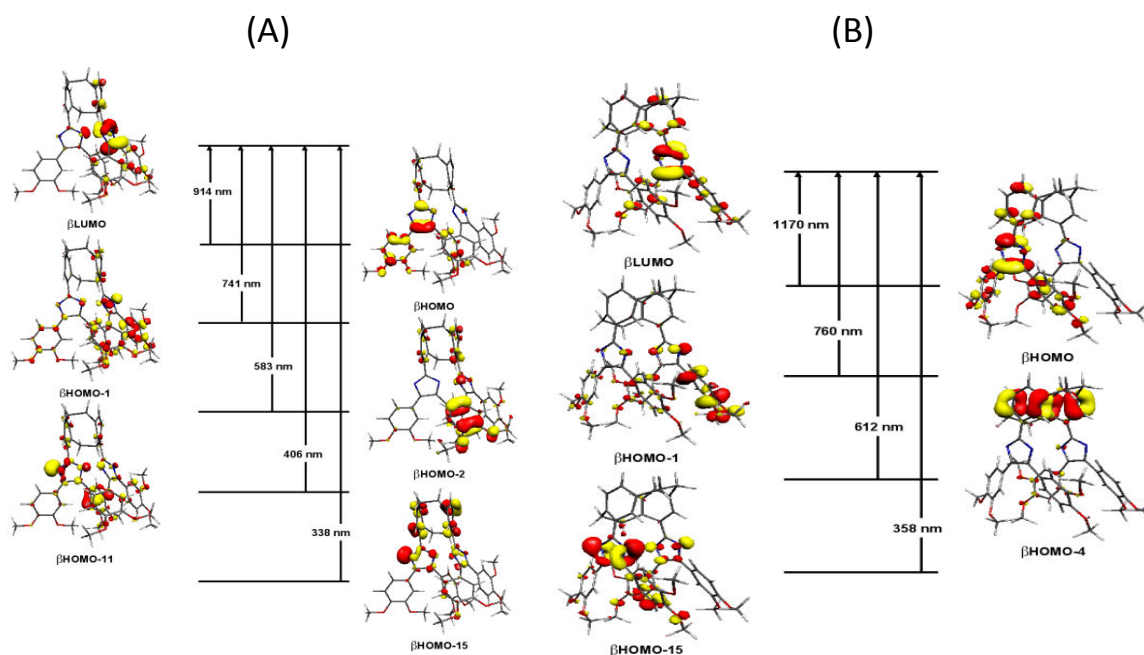 (A)
βLUMO
βHOMO-1
βHOMO-11
914 nm
741 nm
583 nm
406 nm
338 nm
βHOMO
βHOMO-2
βHOMO-15
(B)
βLUMO
βHOMO-1
βHOMO-15
1170 nm
760 nm
612 nm
358 nm
βHOMO
βHOMO-4